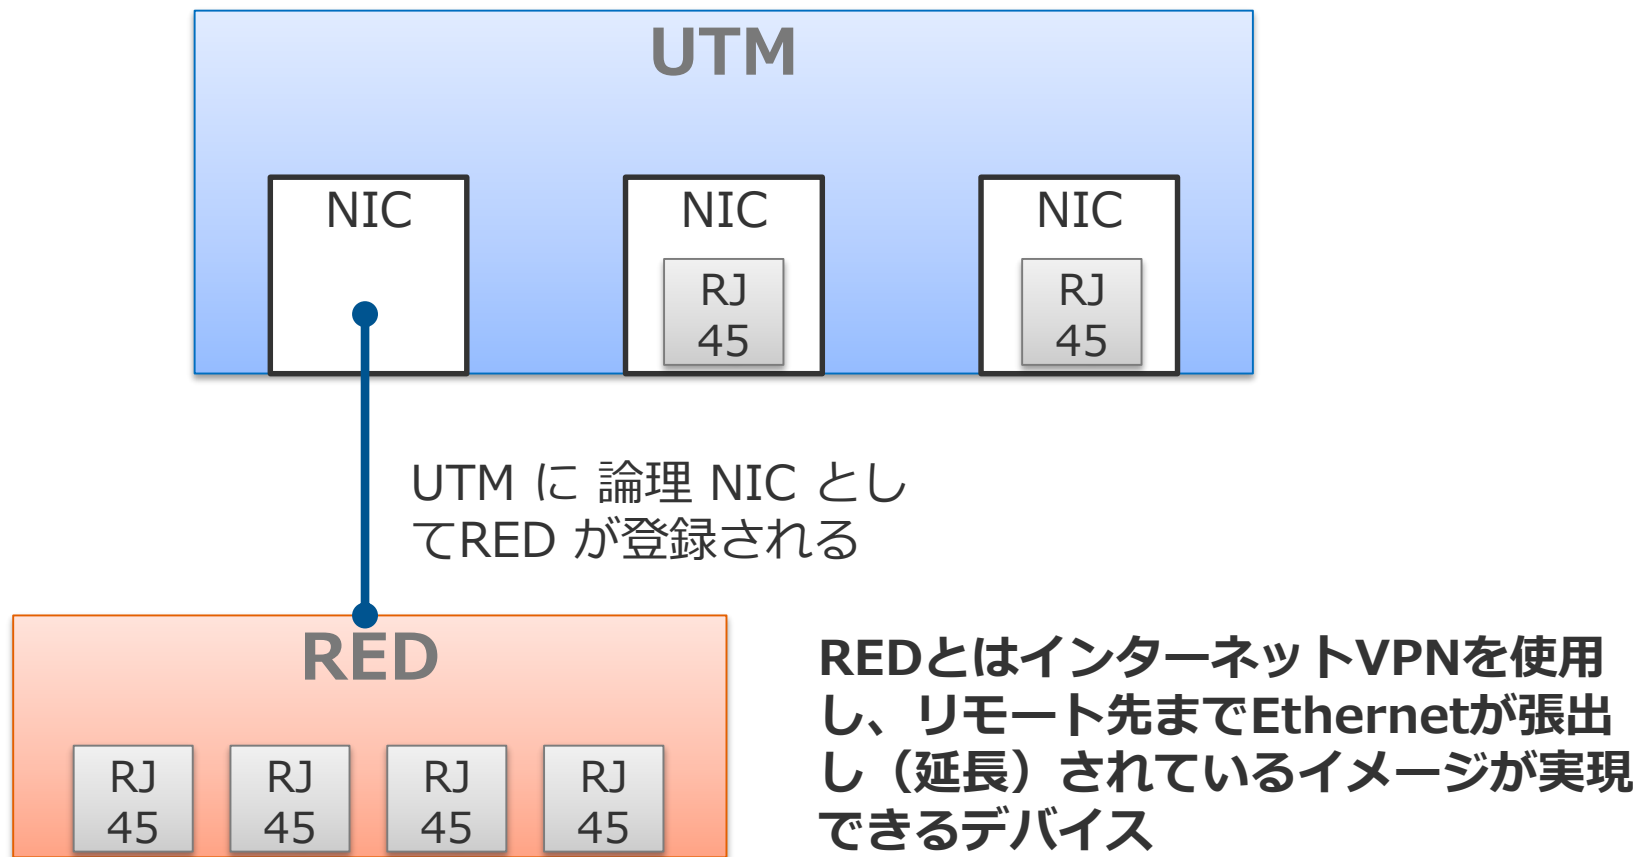 UTM
NIC
NIC
NIC
RJ
45
RJ
45
UTM に 論理 NIC とし
てRED が登録される
RED
RJ
45
RJ
45
RJ
45
RJ
45
REDとはインターネットVPNを使用
し、リモート先までEthernetが張出
し（延長）されているイメージが実現
できるデバイス